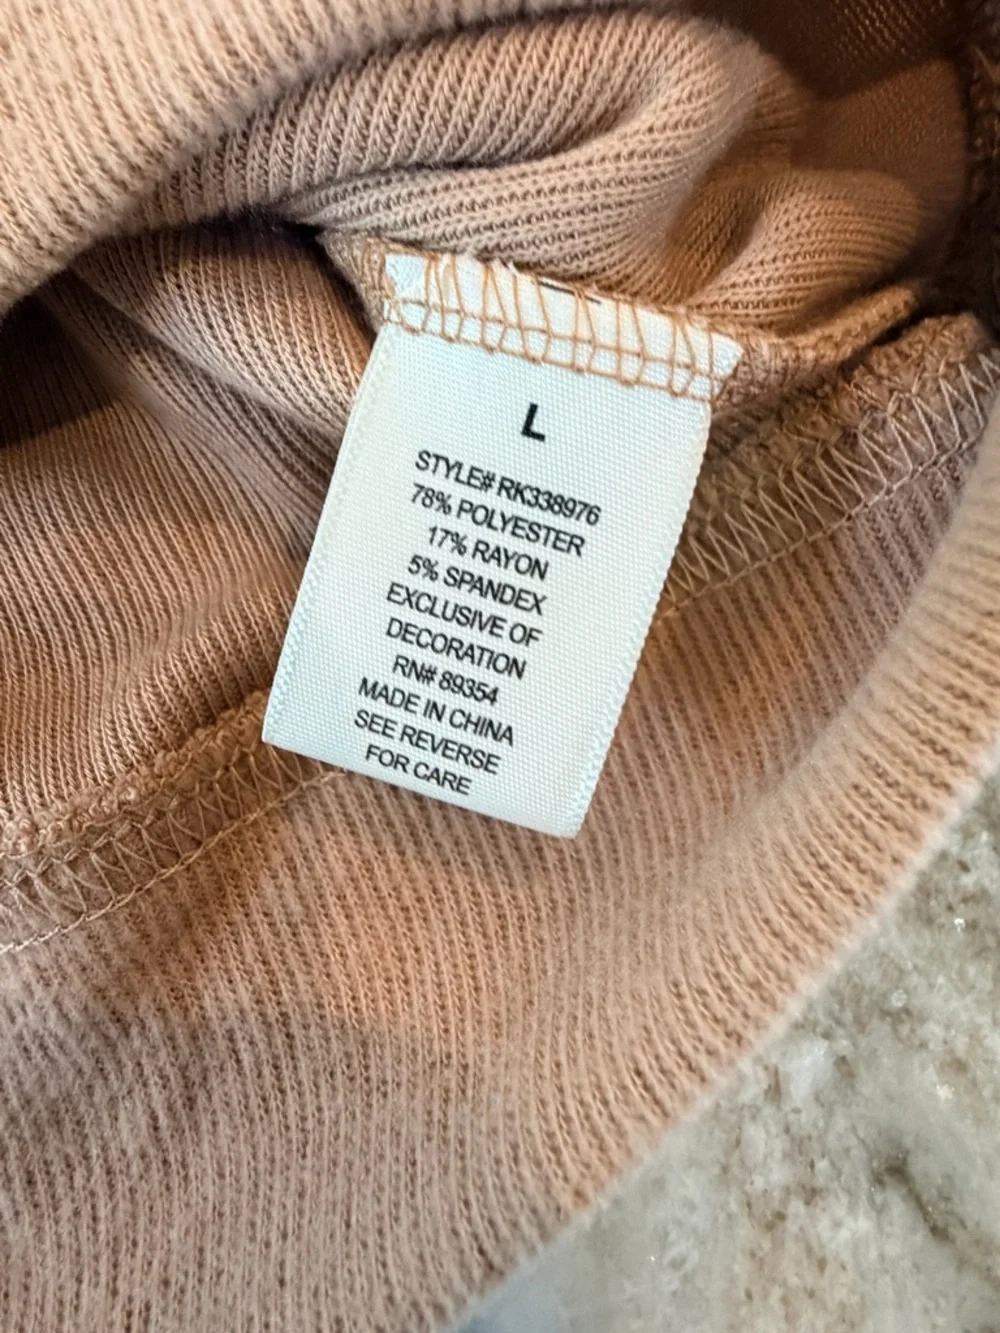 L
STYLE# RK338976
78% POLYESTER
17% RAYON
5% SPANDEX
EXCLUSIVE OF
DECORATION
RN# 89354
MADE IN CHINA
SEE REVERSE
FOR CARE